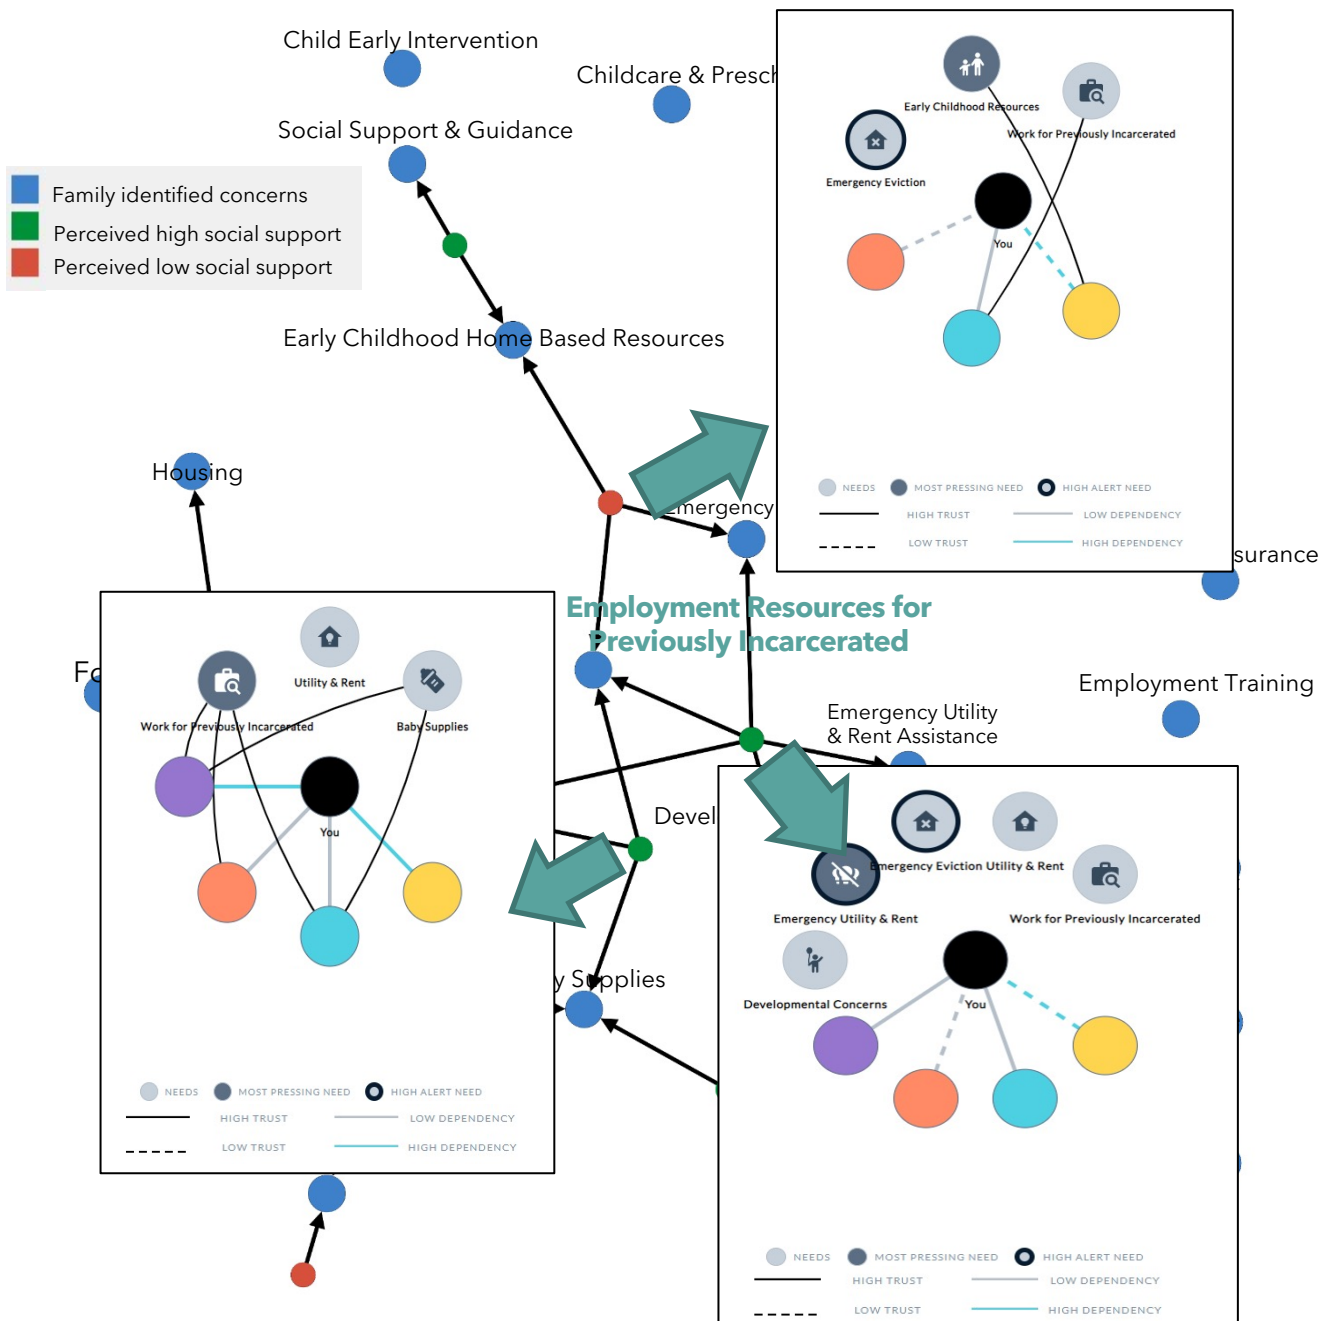 Child Early Intervention
Childcare &
Social Support & Guidance
Family identified concerns
Perceived high social support
Perceived low social support
Early Childhood Home Based Resources
Housing
Emergency
Employment Resources for
Previously Incarcerated
Employment Training
Emergency Utility
& Rent Assistance
Supplies
Early Childhood Resources
Work for Previously Incarcerated
Emergency Eviction
You
NEEDS
MOST PRESSING NEED
HIGH ALERT NEED
HIGH TRUST
LOW DEPENDENCY
LOW TRUST
HIGH DEPENDENCY
Utility & Rent
Work for Previously Incarcerated
Baby Supplies
You
NEEDS
MOST PRESSING NEED
HIGH ALERT NEED
HIGH TRUST
LOW DEPENDENCY
LOW TRUST
HIGH DEPENDENCY
Emergency Eviction
Utility & Rent
Emergency Utility & Rent
Work for Previously Incarcerated
Developmental Concerns
You
NEEDS
MOST PRESSING NEED
HIGH ALERT NEED
HIGH TRUST
LOW DEPENDENCY
LOW TRUST
HIGH DEPENDENCY